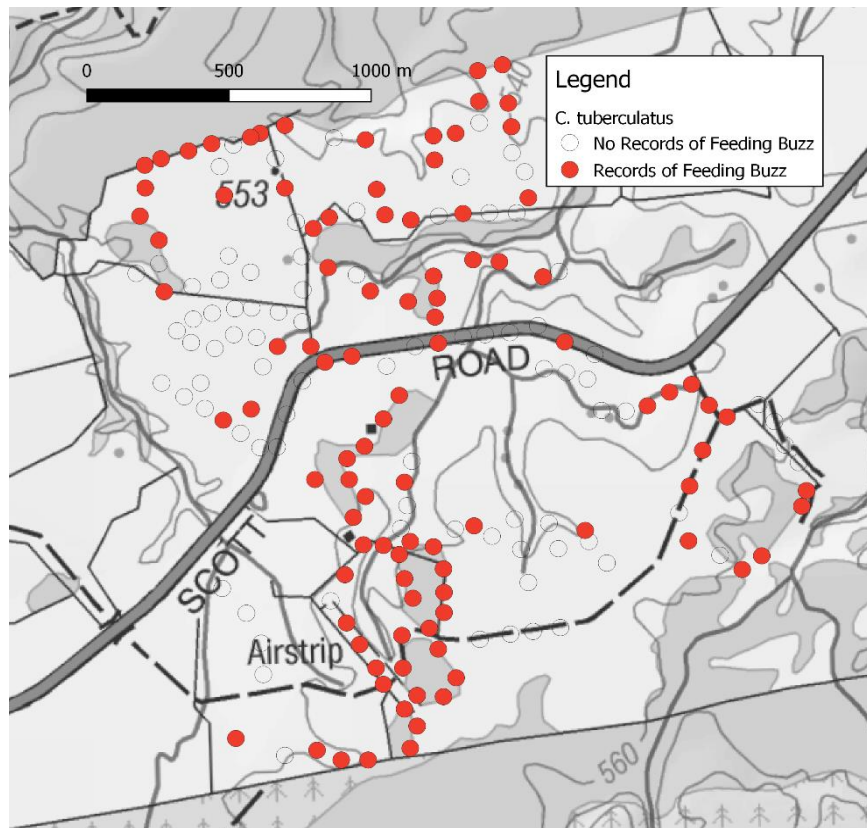 0 500 1000 m
540
Legend
C. tuberculatus
No Records of Feeding Buzz
Records of Feeding Buzz
553
ROAD
SCOTT
Airstrip
560